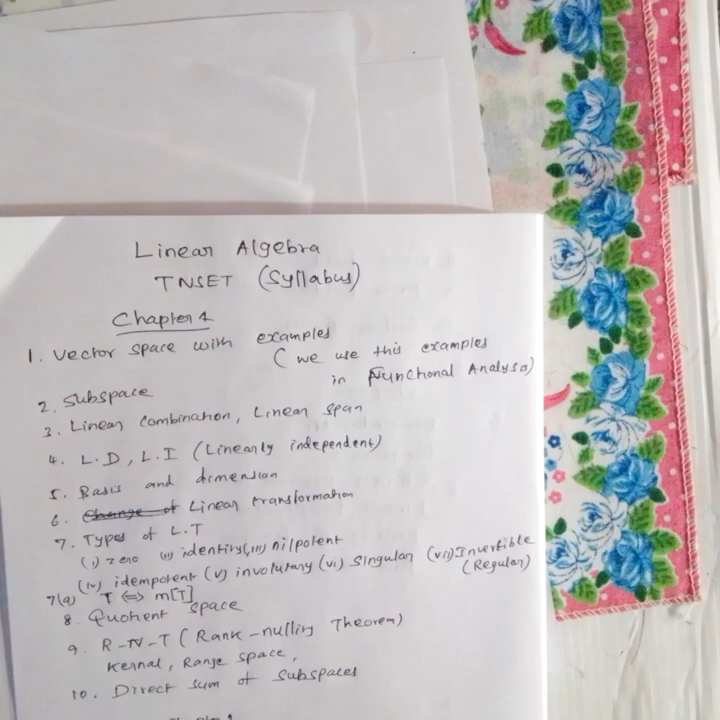 Linear Algebra
TNSET (Syllabus)
Chapter 1
1. Vector space with examples
(we use this examples
in Functional Analysis)
2. Subspace
3. Linear Combination, Linear span
4. L.D, L.I (Linearly independent)
5. Basis and dimension
6. Change of Linear transformation
7. Types of L.T
(i) zero (ii) identity, (iii) nilpotent
(iv) idempotent (v) involutary (vi) Singular (vii) Invertible
(Regular)
7(a) T ⇔ m[T]
8. Quotient space
9. R-N-T (Rank-nullity Theorem)
Kernal, Range space,
10. Direct sum of Subspaces